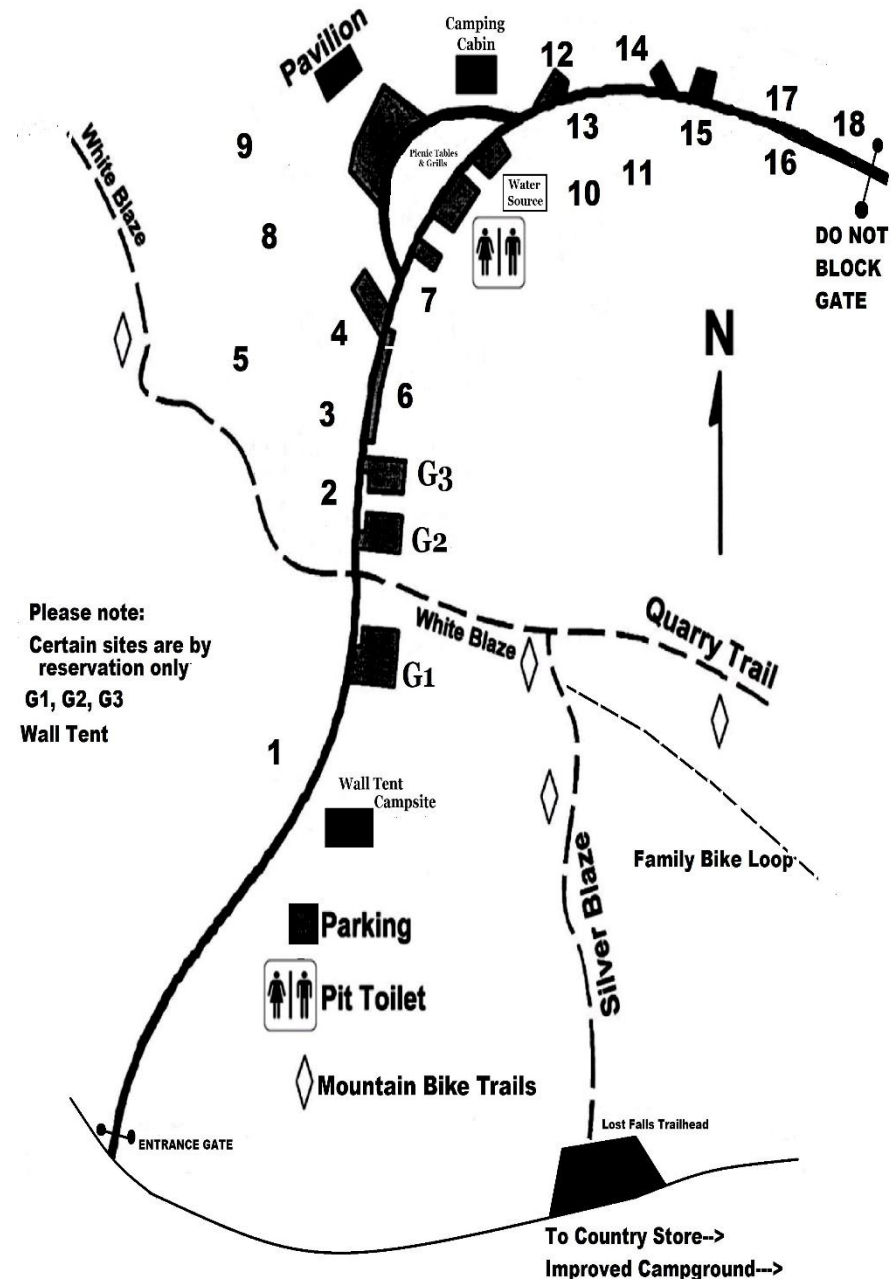 Camping
Cabin
Pavilion
12
14
17
18
9
13
15
16
Picnic Tables
& Grills
Water
Source
10
11
White Blaze
8
DO NOT
BLOCK
GATE
7
4
N
5
6
3
G3
2
G2
Please note:
Certain sites are by
reservation only
G1, G2, G3
Wall Tent
White Blaze
Quarry Trail
G1
1
Wall Tent
Campsite
Family Bike Loop
Silver Blaze
Parking
Pit Toilet
Mountain Bike Trails
ENTRANCE GATE
Lost Falls Trailhead
To Country Store-->
Improved Campground--->